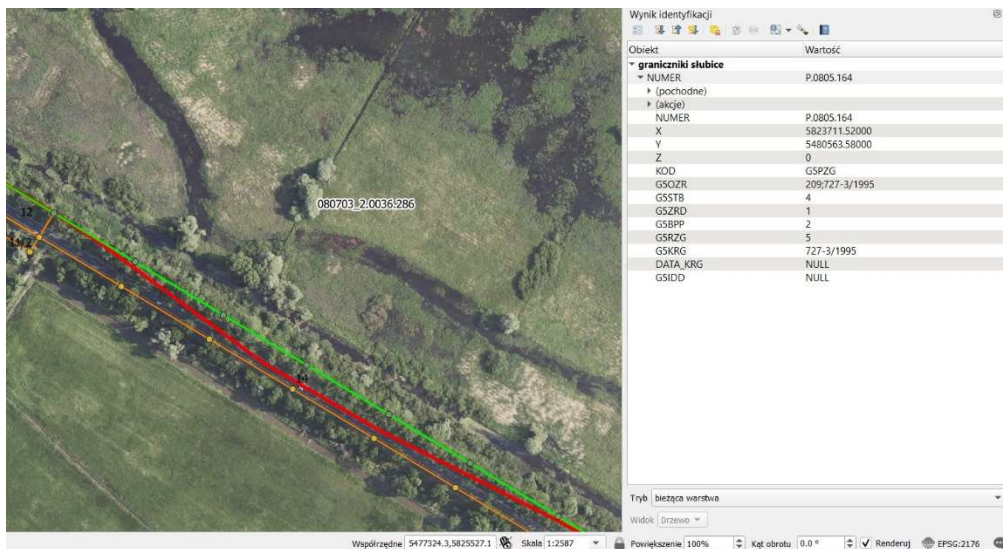 Wynik identyfikacji
Obiekt Wartość
graniczniki słubice
NUMER P.0805.164
(pochodne)
(akcje)
NUMER P.0805.164
X 5823711.52000
Y 5480563.58000
Z 0
KOD G5PZG
G5OZR 209;727-3/1995
G5STB 4
G5ZRD 1
G5BPP 2
G5RZG 5
G5KRG 727-3/1995
DATA_KRG NULL
G5IDD NULL
080703_2.0036.286
12
11/2
14
Tryb bieżąca warstwa
Widok Drzewo
Współrzędne 5477324.3,5825527.1 Skala 1:2587 Powiększenie 100% Kąt obrotu 0.0 ° Renderuj EPSG:2176